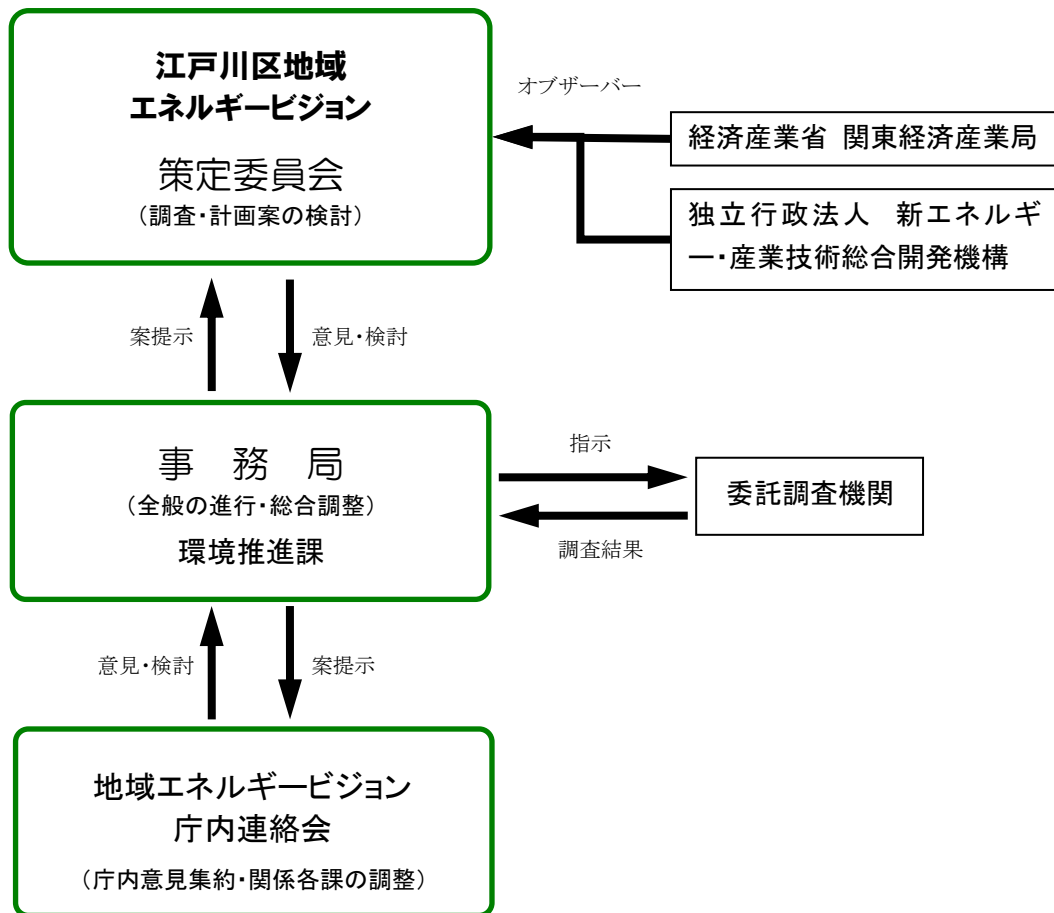 江戸川区地域
エネルギービジョン
策定委員会
（調査・計画案の検討）
オブザーバー
経済産業省 関東経済産業局
独立行政法人　新エネルギ
ー・産業技術総合開発機構
案提示
意見・検討
事　務　局
（全般の進行・総合調整）
環境推進課
指示
委託調査機関
調査結果
意見・検討
案提示
地域エネルギービジョン
庁内連絡会
（庁内意見集約・関係各課の調整）